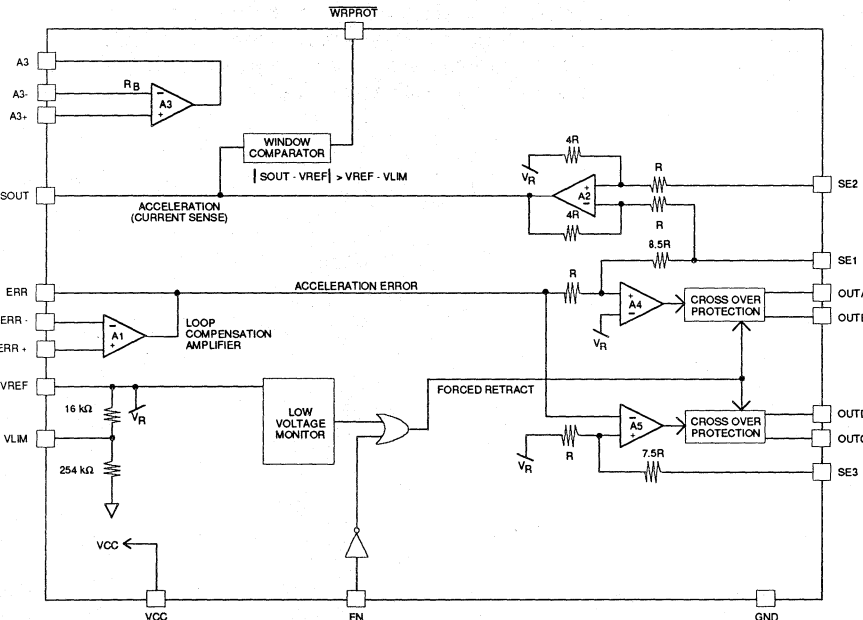 WRPROT
A3
A3-
RB
A3
A3+
WINDOW
COMPARATOR
| SOUT - VREF | > VREF - VLIM
4R
VR
R
A2
SE2
SOUT
ACCELERATION
(CURRENT SENSE)
4R
R
8.5R
SE1
ERR
ACCELERATION ERROR
R
A4
CROSS OVER
PROTECTION
OUTA
ERR -
A1
LOOP
COMPENSATION
AMPLIFIER
VR
ERR +
VREF
16 kΩ
VR
LOW
VOLTAGE
MONITOR
FORCED RETRACT
VLIM
A5
CROSS OVER
PROTECTION
VR
R
7.5R
SE3
254 kΩ
VCC
VCC
EN
GND